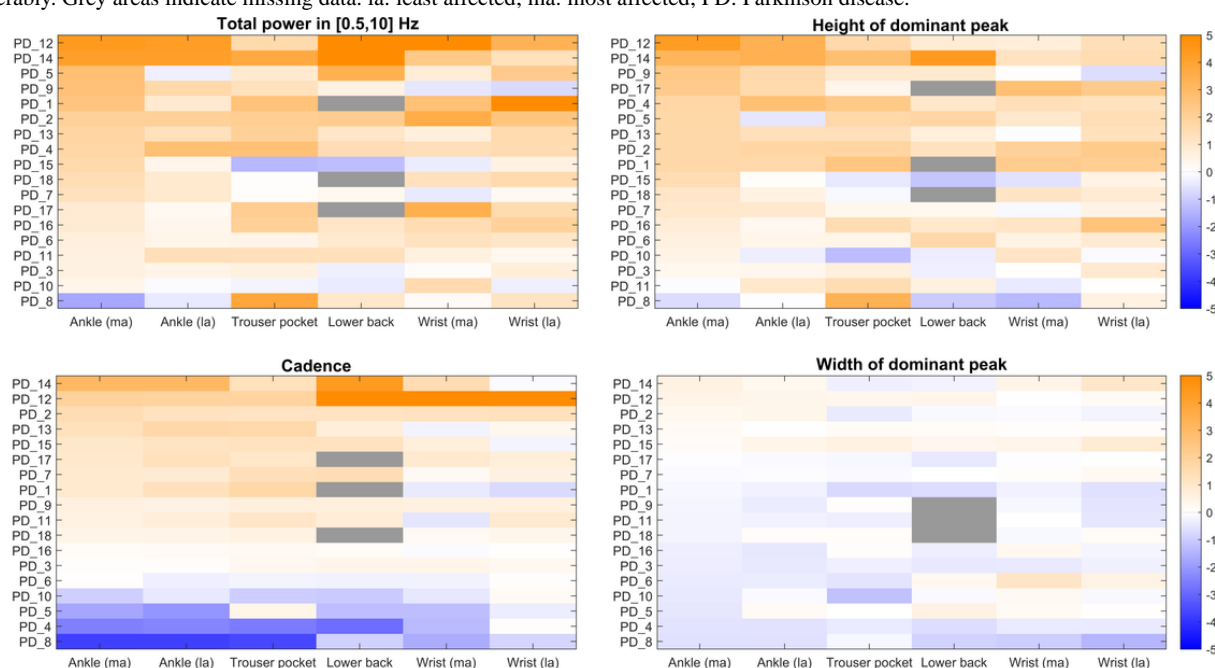 erably. Grey areas indicate missing data. la: least affected; ma: most affected; PD: Parkinson disease.
Total power in [0.5,10] Hz
PD_12
PD_14
PD_5
PD_9
PD_1
PD_2
PD_13
PD_4
PD_15
PD_18
PD_7
PD_17
PD_16
PD_6
PD_11
PD_3
PD_10
PD_8
Ankle (ma) Ankle (la) Trouser pocket Lower back Wrist (ma) Wrist (la)
Height of dominant peak
PD_12
PD_14
PD_9
PD_17
PD_4
PD_5
PD_13
PD_2
PD_1
PD_15
PD_18
PD_7
PD_16
PD_6
PD_10
PD_3
PD_11
PD_8
Ankle (ma) Ankle (la) Trouser pocket Lower back Wrist (ma) Wrist (la)
5
4
3
2
1
0
-1
-2
-3
-4
-5
Cadence
PD_14
PD_12
PD_2
PD_13
PD_15
PD_17
PD_7
PD_1
PD_9
PD_11
PD_18
PD_16
PD_3
PD_6
PD_10
PD_5
PD_4
PD_8
Ankle (ma) Ankle (la) Trouser pocket Lower back Wrist (ma) Wrist (la)
Width of dominant peak
PD_14
PD_12
PD_2
PD_13
PD_15
PD_17
PD_7
PD_1
PD_9
PD_11
PD_18
PD_16
PD_3
PD_6
PD_10
PD_5
PD_4
PD_8
Ankle (ma) Ankle (la) Trouser pocket Lower back Wrist (ma) Wrist (la)
5
4
3
2
1
0
-1
-2
-3
-4
-5